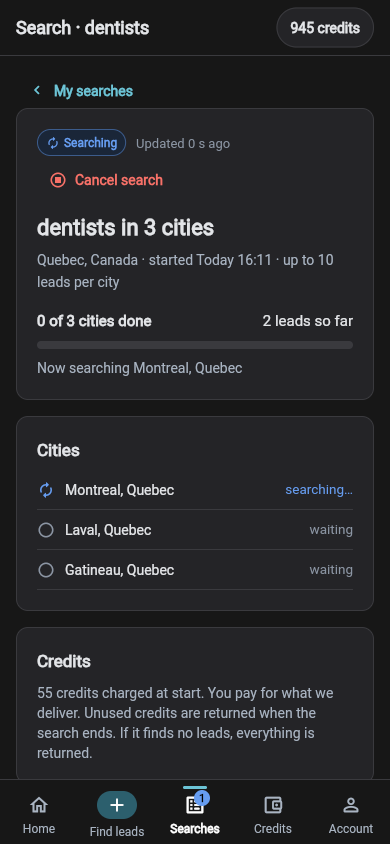 Search · dentists
945 credits
My searches
Searching
Updated 0 s ago
Cancel search
dentists in 3 cities
Quebec, Canada · started Today 16:11 · up to 10
leads per city
0 of 3 cities done
2 leads so far
Now searching Montreal, Quebec
Cities
Montreal, Quebec
searching...
Laval, Quebec
waiting
Gatineau, Quebec
waiting
Credits
55 credits charged at start. You pay for what we
deliver. Unused credits are returned when the
search ends. If it finds no leads, everything is
returned.
1
Home
Find leads
Searches
Credits
Account